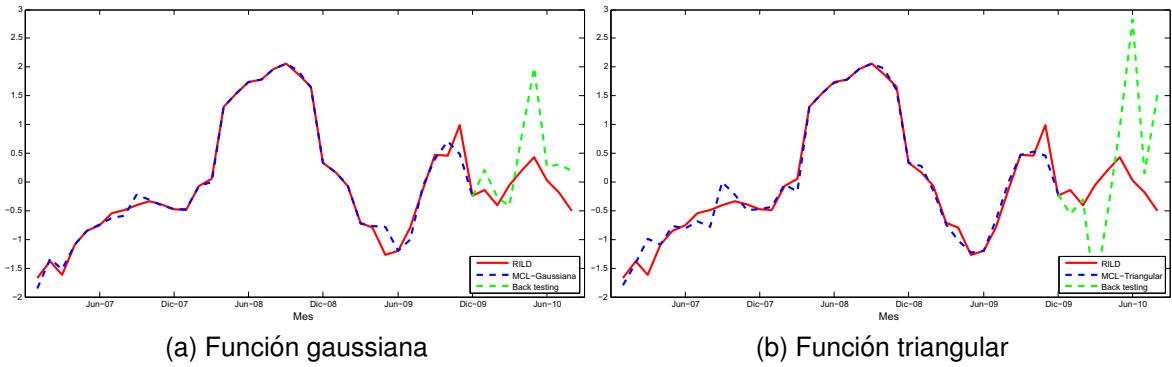 3
2.5
2
1.5
1
0.5
0
−0.5
−1
−1.5
−2
Jun−07
Dic−07
Jun−08
Dic−08
Jun−09
Dic−09
Jun−10
Mes
RILD
MCL−Gaussiana
Back testing
(a) Función gaussiana
3
2.5
2
1.5
1
0.5
0
−0.5
−1
−1.5
−2
Jun−07
Dic−07
Jun−08
Dic−08
Jun−09
Dic−09
Jun−10
Mes
RILD
MCL−Triangular
Back testing
(b) Función triangular